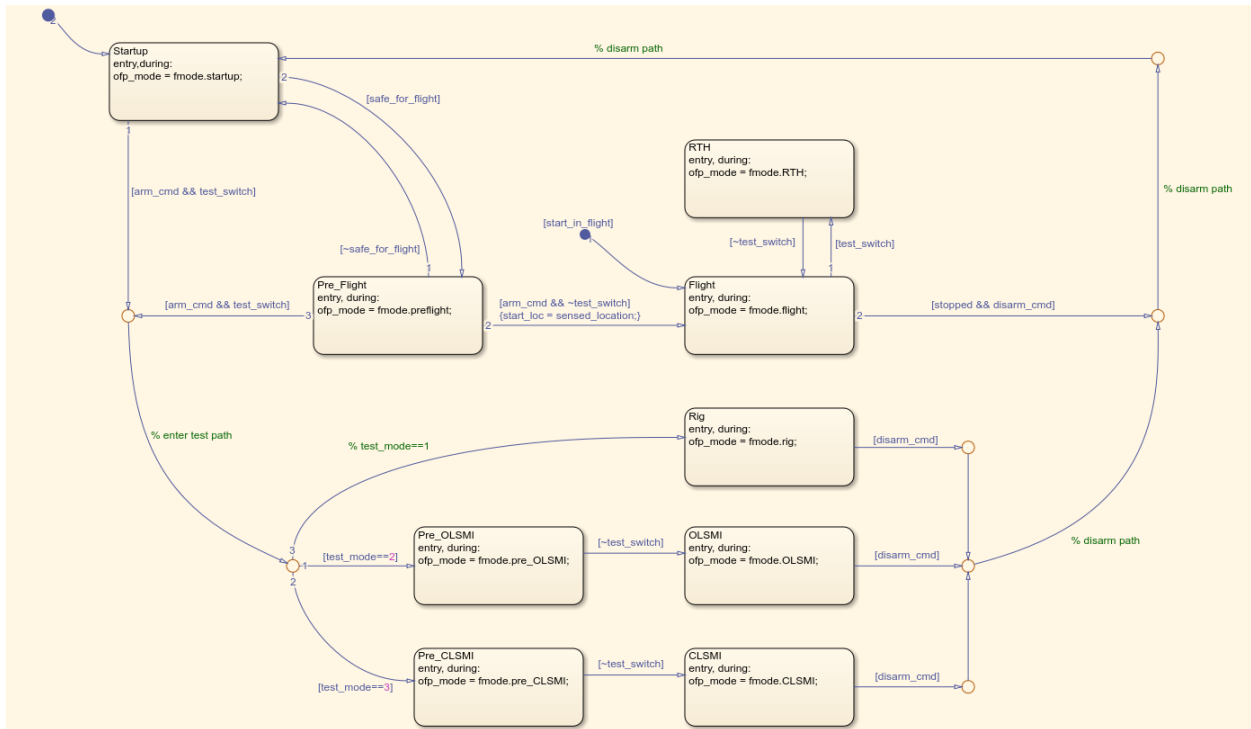 2
Startup
entry,during:
ofp_mode = fmode.startup;
% disarm path
2
[safe_for_flight]
1
RTH
entry, during:
ofp_mode = fmode.RTH;
[arm_cmd && test_switch]
% disarm path
[start_in_flight]
1
[~test_switch]
[test_switch]
[~safe_for_flight]
1
1
Pre_Flight
entry, during:
ofp_mode = fmode.preflight;
Flight
entry, during:
ofp_mode = fmode.flight;
[arm_cmd && test_switch]
3
[arm_cmd && ~test_switch]
{start_loc = sensed_location;}
2
2
[stopped && disarm_cmd]
% enter test path
% test_mode==1
Rig
entry, during:
ofp_mode = fmode.rig;
[disarm_cmd]
3
[test_mode==2]
1
2
Pre_OLSMI
entry, during:
ofp_mode = fmode.pre_OLSMI;
[~test_switch]
OLSMI
entry, during:
ofp_mode = fmode.OLSMI;
[disarm_cmd]
% disarm path
[test_mode==3]
Pre_CLSMI
entry, during:
ofp_mode = fmode.pre_CLSMI;
[~test_switch]
CLSMI
entry, during:
ofp_mode = fmode.CLSMI;
[disarm_cmd]